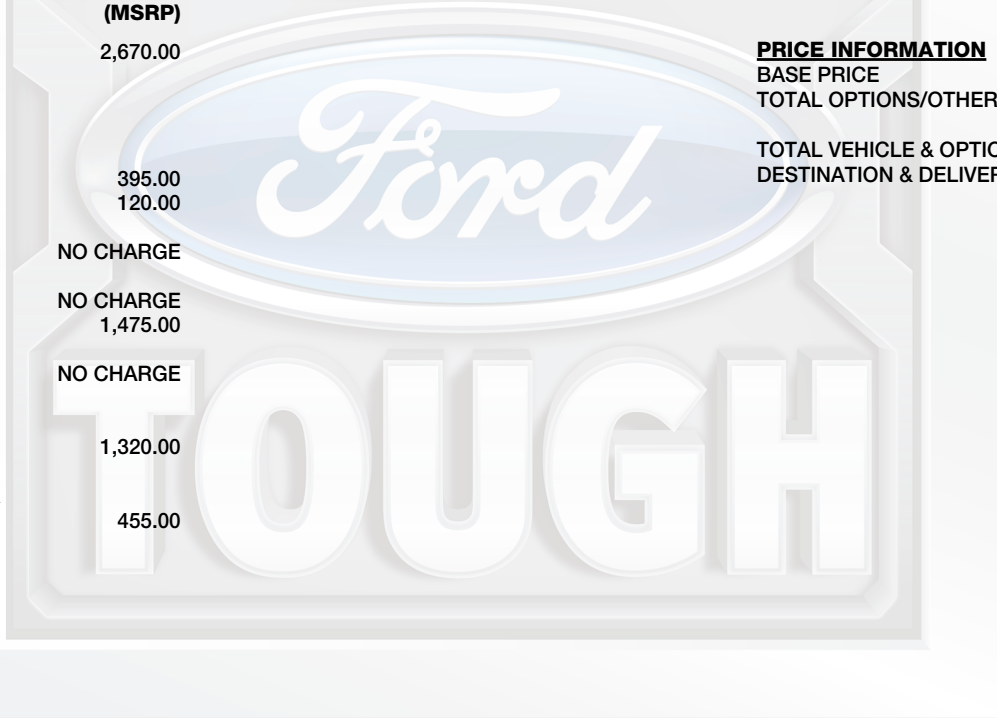 (MSRP)
2,670.00
395.00
120.00
NO CHARGE
NO CHARGE
1,475.00
NO CHARGE
1,320.00
455.00
PRICE INFORMATION
BASE PRICE
TOTAL OPTIONS/OTHER
TOTAL VEHICLE & OPTIO
DESTINATION & DELIVER
Ford
TOUGH